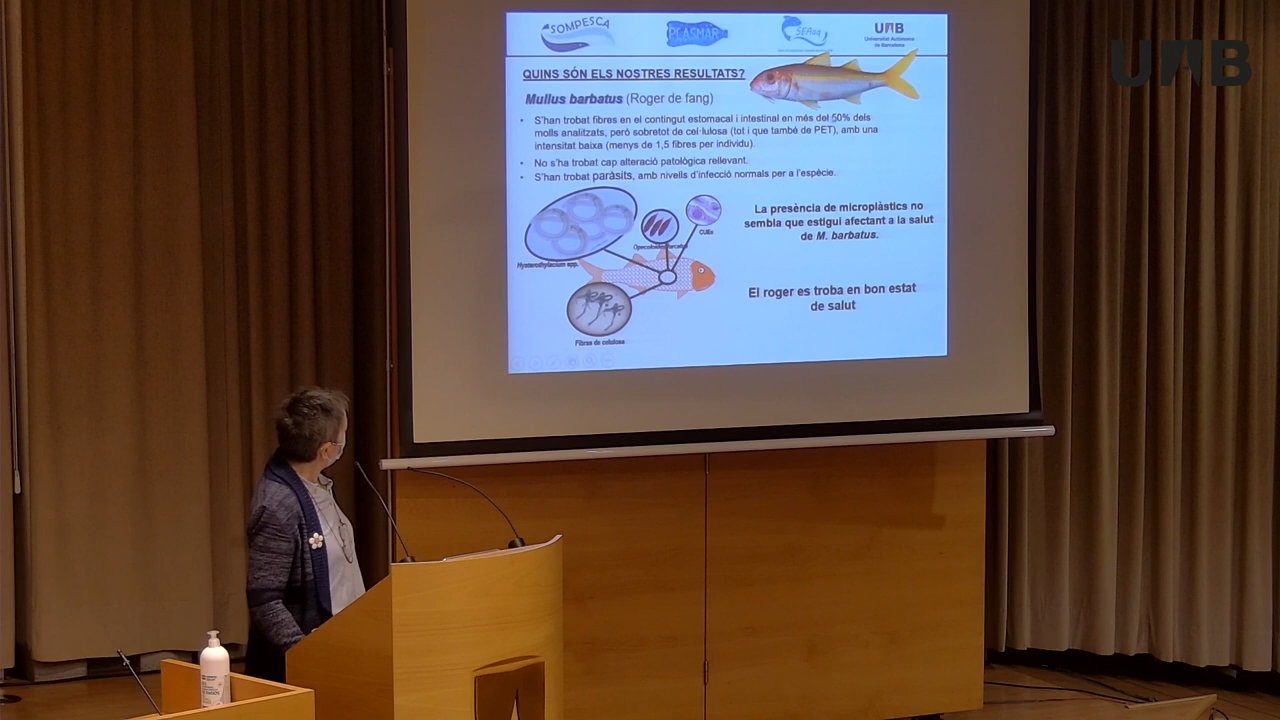 SOMPESCA
PLASMAR
SEAaq
UAB
Universitat Autònoma
de Barcelona
UAB
QUINS SÓN ELS NOSTRES RESULTATS?
Mullus barbatus (Roger de fang)
• S'han trobat fibres en el contingut estomacal i intestinal en més del 50% dels
molls analitzats, però sobretot de cel·lulosa (tot i que també de PET), amb una
intensitat baixa (menys de 1,5 fibres per individu).
• No s'ha trobat cap alteració patològica rellevant.
• S'han trobat paràsits, amb nivells d'infecció normals per a l'espècie.
La presència de microplàstics no
sembla que estigui afectant a la salut
de M. barbatus.
CUEs
Hysterothylacium spp.
El roger es troba en bon estat
de salut
Fibras de celulosa